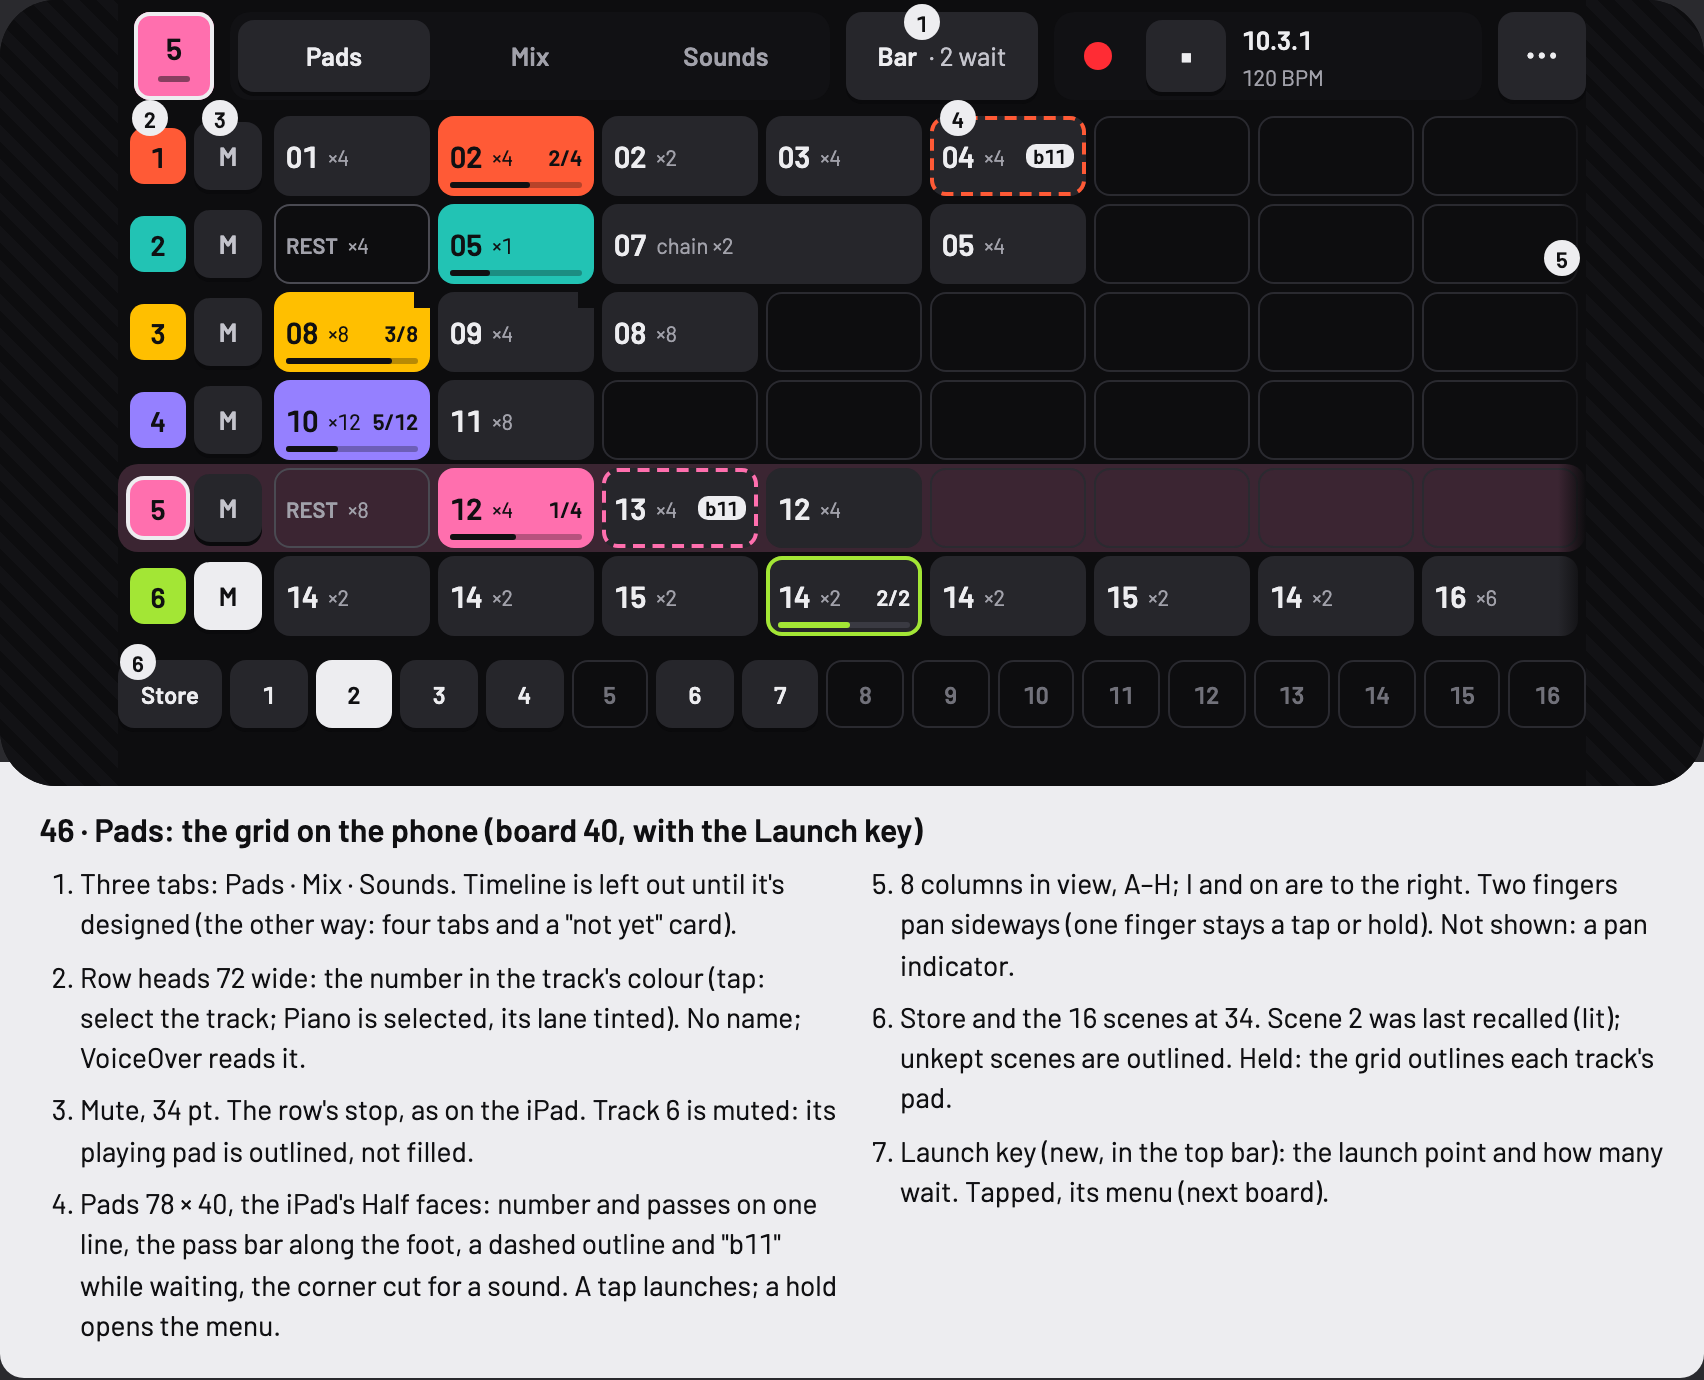 5
Pads
Mix
Sounds
1
Bar · 2 wait
10.3.1
120 BPM
2
3
4
1 M 01 ×4 02 ×4 2/4 02 ×2 03 ×4 04 ×4 b11
2 M REST ×4 05 ×1 07 chain ×2 05 ×4
5
3 M 08 ×8 3/8 09 ×4 08 ×8
4 M 10 ×12 5/12 11 ×8
5 M REST ×8 12 ×4 1/4 13 ×4 b11 12 ×4
6 M 14 ×2 14 ×2 15 ×2 14 ×2 2/2 14 ×2 15 ×2 14 ×2 16 ×6
6
Store 1 2 3 4 5 6 7 8 9 10 11 12 13 14 15 16
46 · Pads: the grid on the phone (board 40, with the Launch key)
1. Three tabs: Pads · Mix · Sounds. Timeline is left out until it's
designed (the other way: four tabs and a "not yet" card).
2. Row heads 72 wide: the number in the track's colour (tap:
select the track; Piano is selected, its lane tinted). No name;
VoiceOver reads it.
3. Mute, 34 pt. The row's stop, as on the iPad. Track 6 is muted: its
playing pad is outlined, not filled.
4. Pads 78 × 40, the iPad's Half faces: number and passes on one
line, the pass bar along the foot, a dashed outline and "b11"
while waiting, the corner cut for a sound. A tap launches; a hold
opens the menu.
5. 8 columns in view, A–H; I and on are to the right. Two fingers
pan sideways (one finger stays a tap or hold). Not shown: a pan
indicator.
6. Store and the 16 scenes at 34. Scene 2 was last recalled (lit);
unkept scenes are outlined. Held: the grid outlines each track's
pad.
7. Launch key (new, in the top bar): the launch point and how many
wait. Tapped, its menu (next board).